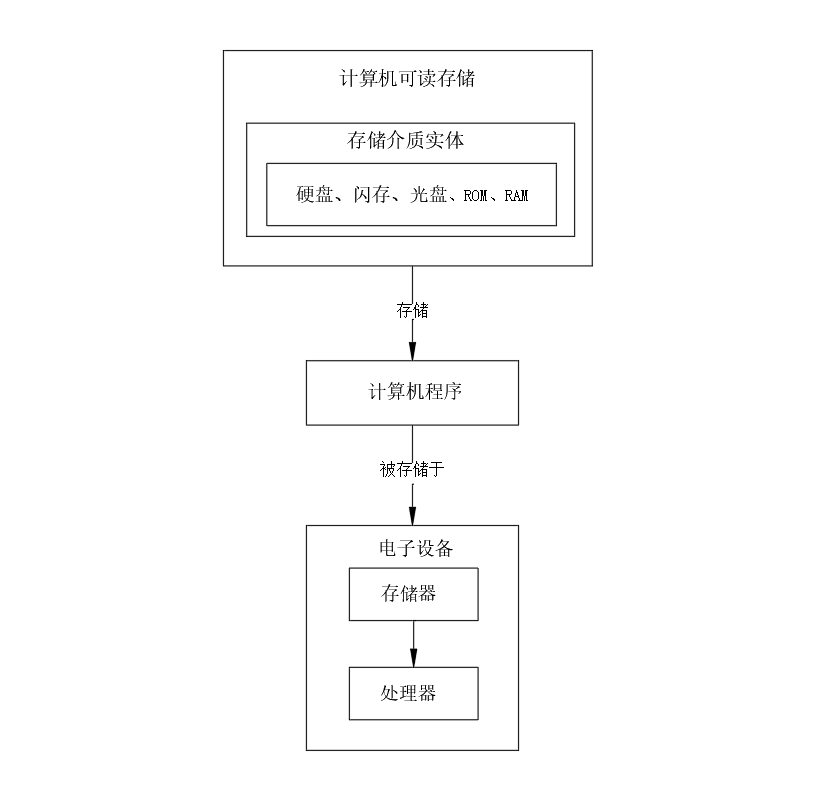 计算机可读存储
存储介质实体
硬盘、闪存、光盘、ROM、RAM
存储
计算机程序
被存储于
电子设备
存储器
处理器